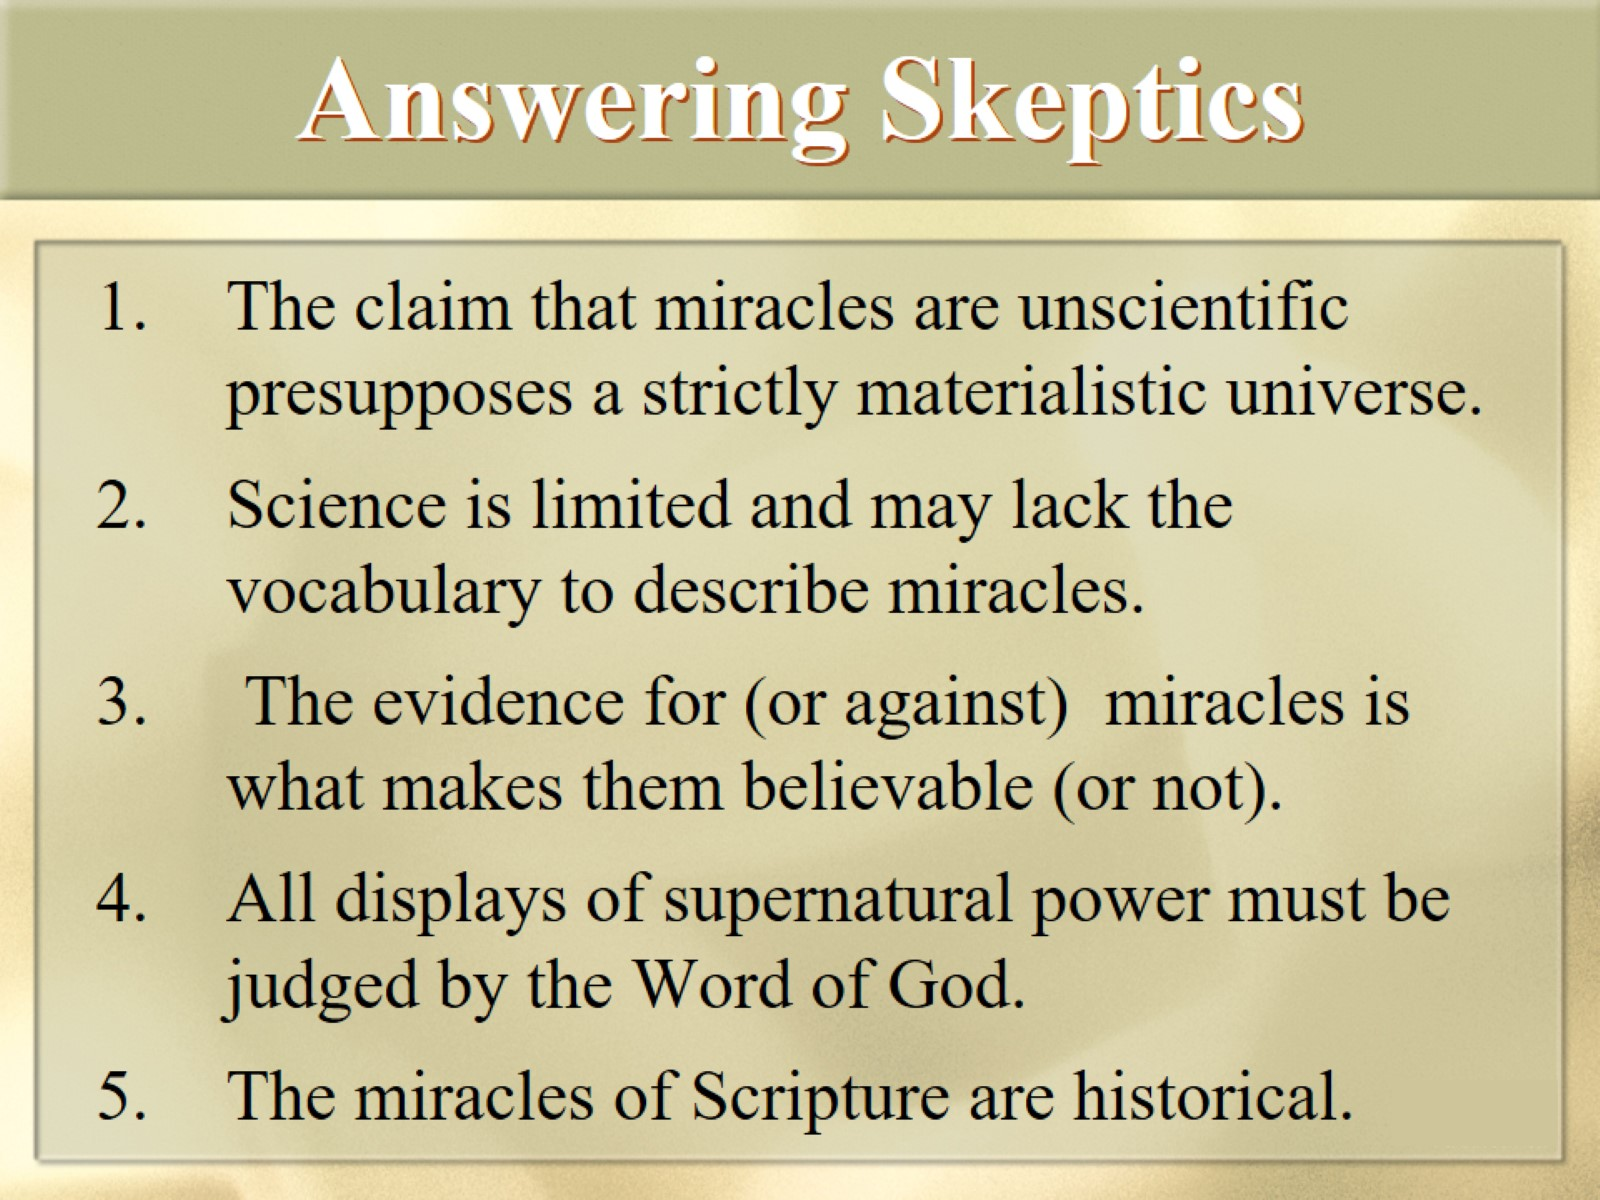 Answering Skeptics
1. The claim that miracles are unscientific
presupposes a strictly materialistic universe.
2. Science is limited and may lack the
vocabulary to describe miracles.
3. The evidence for (or against)  miracles is
what makes them believable (or not).
4. All displays of supernatural power must be
judged by the Word of God.
5. The miracles of Scripture are historical.